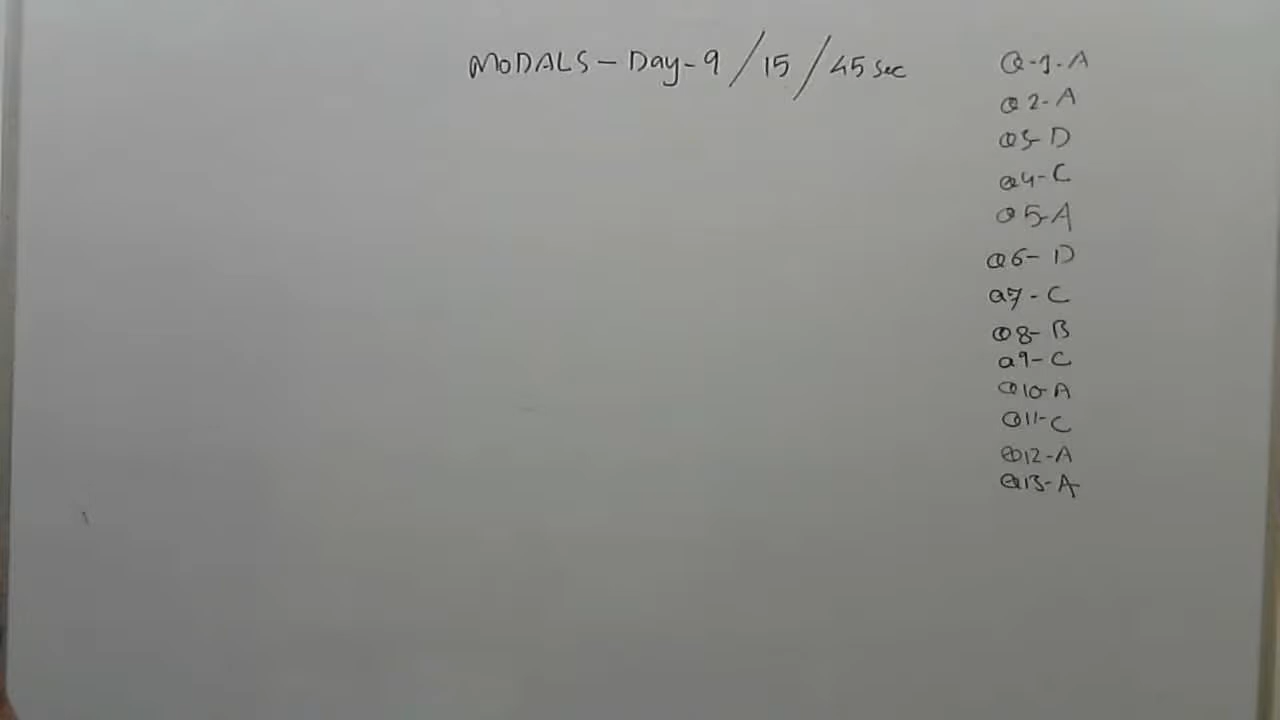 MODALS - Day - 9 / 15 / 45 sec
Q-1-A
Q2-A
Q3-D
Q4-C
Q5-A
Q6-D
Q7-C
Q8-B
Q9-C
Q10-A
Q11-C
Q12-A
Q13-A